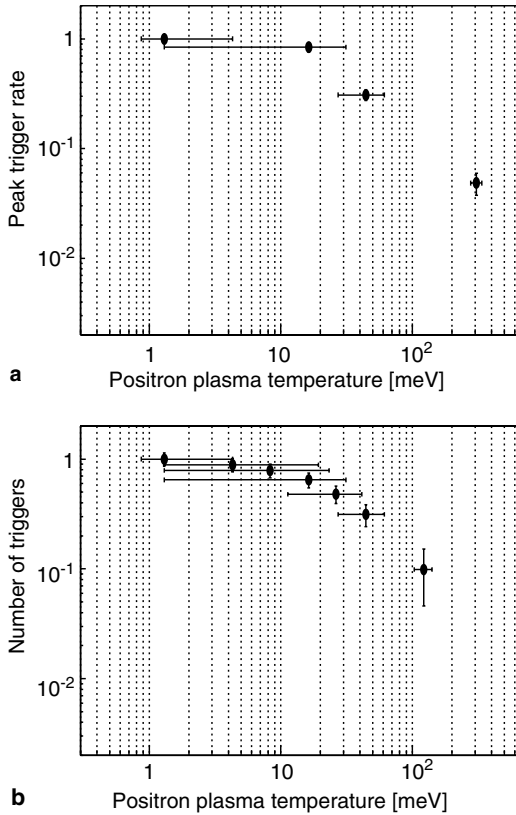 Peak trigger rate
1
10⁻¹
10⁻²
1 10 10²
Positron plasma temperature [meV]
a
Number of triggers
1
10⁻¹
10⁻²
1 10 10²
Positron plasma temperature [meV]
b